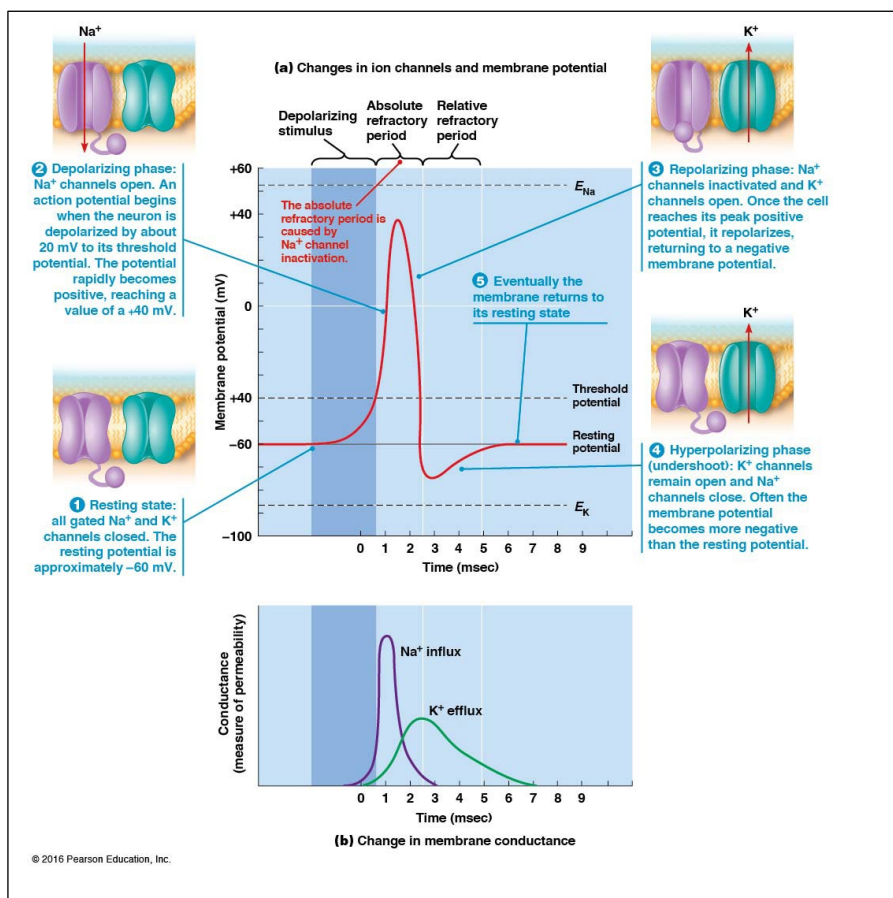 Na+
K+
(a) Changes in ion channels and membrane potential
Depolarizing
stimulus
Absolute
refractory
period
Relative
refractory
period
2 Depolarizing phase:
Na+ channels open. An
action potential begins
when the neuron is
depolarized by about
20 mV to its threshold
potential. The potential
rapidly becomes
positive, reaching a
value of a +40 mV.
1 Resting state:
all gated Na+ and K+
channels closed. The
resting potential is
approximately –60 mV.
Membrane potential (mV)
+60
+40
0
+40
–60
–100
The absolute
refractory period is
caused by
Na+ channel
inactivation.
ENa
5 Eventually the
membrane returns to
its resting state
Threshold
potential
Resting
potential
EK
0 1 2 3 4 5 6 7 8 9
Time (msec)
3 Repolarizing phase: Na+
channels inactivated and K+
channels open. Once the cell
reaches its peak positive
potential, it repolarizes,
returning to a negative
membrane potential.
K+
4 Hyperpolarizing phase
(undershoot): K+ channels
remain open and Na+
channels close. Often the
membrane potential
becomes more negative
than the resting potential.
Conductance
(measure of permeability)
Na+ influx
K+ efflux
0 1 2 3 4 5 6 7 8 9
Time (msec)
(b) Change in membrane conductance
© 2016 Pearson Education, Inc.